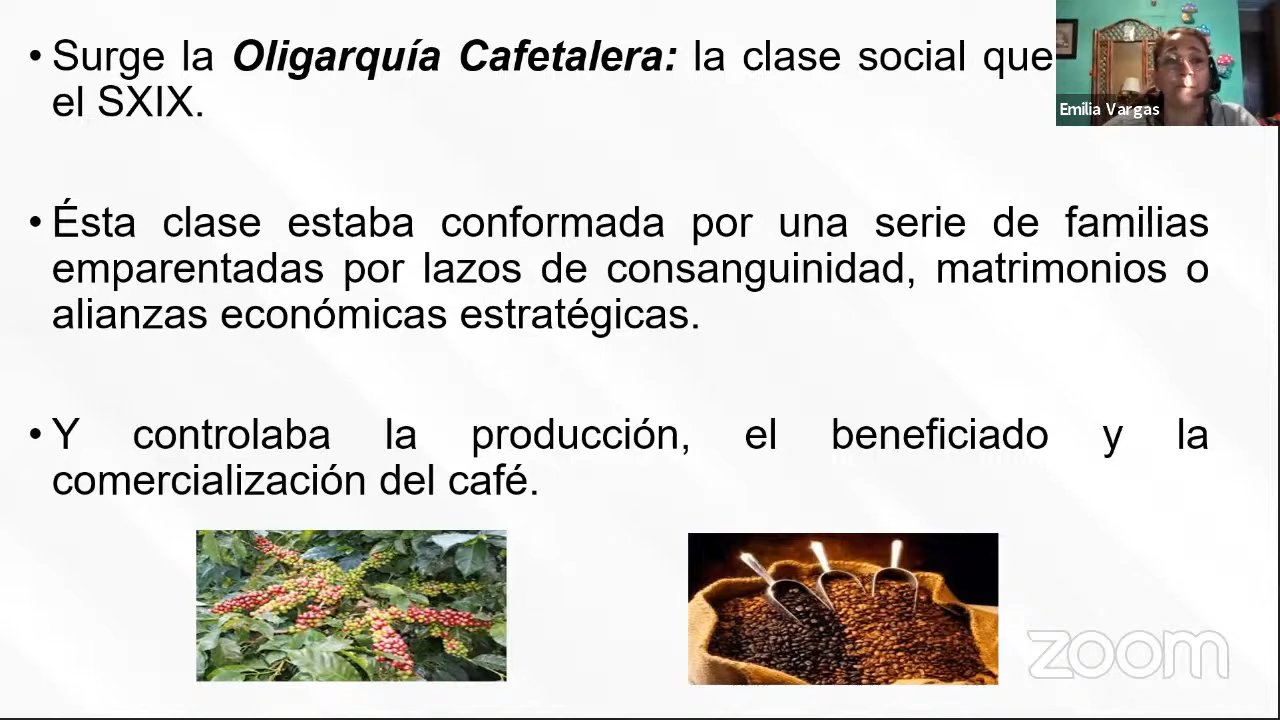 • Surge la Oligarquía Cafetalera: la clase social que
el SXIX.
Emilia Vargas
• Ésta clase estaba conformada por una serie de familias
emparentadas por lazos de consanguinidad, matrimonios o
alianzas económicas estratégicas.
• Y controlaba la producción, el beneficiado y la
comercialización del café.
zoom